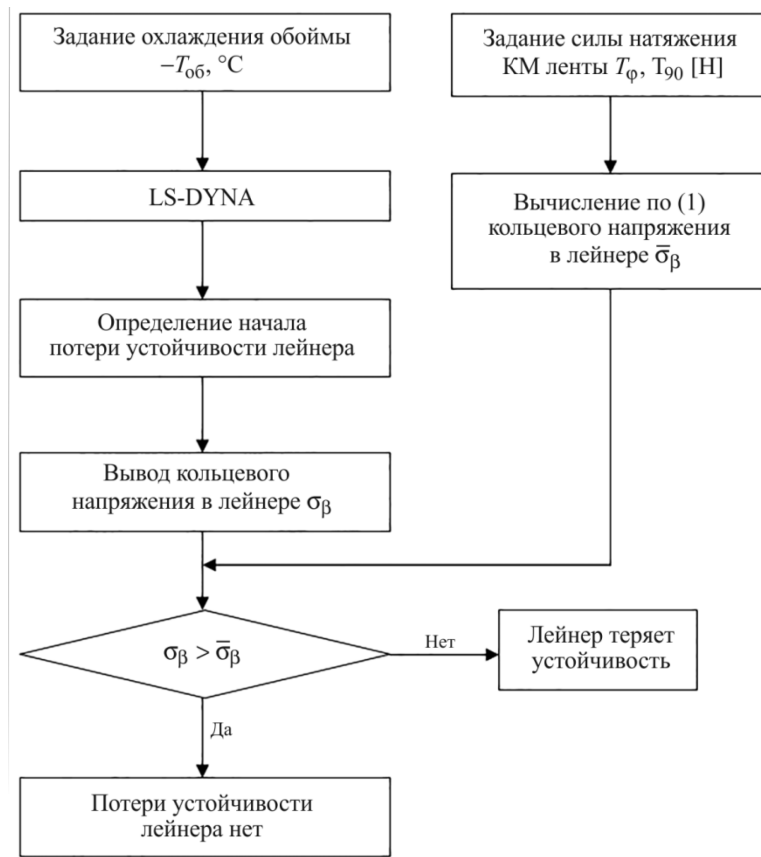 Задание охлаждения обоймы
–Tоб, °C
LS-DYNA
Определение начала
потери устойчивости лейнера
Вывод кольцевого
напряжения в лейнере σβ
Задание силы натяжения
КМ ленты Tφ, T90 [Н]
Вычисление по (1)
кольцевого напряжения
в лейнере σ̅β
σβ > σ̅β
Нет
Лейнер теряет
устойчивость
Да
Потери устойчивости
лейнера нет